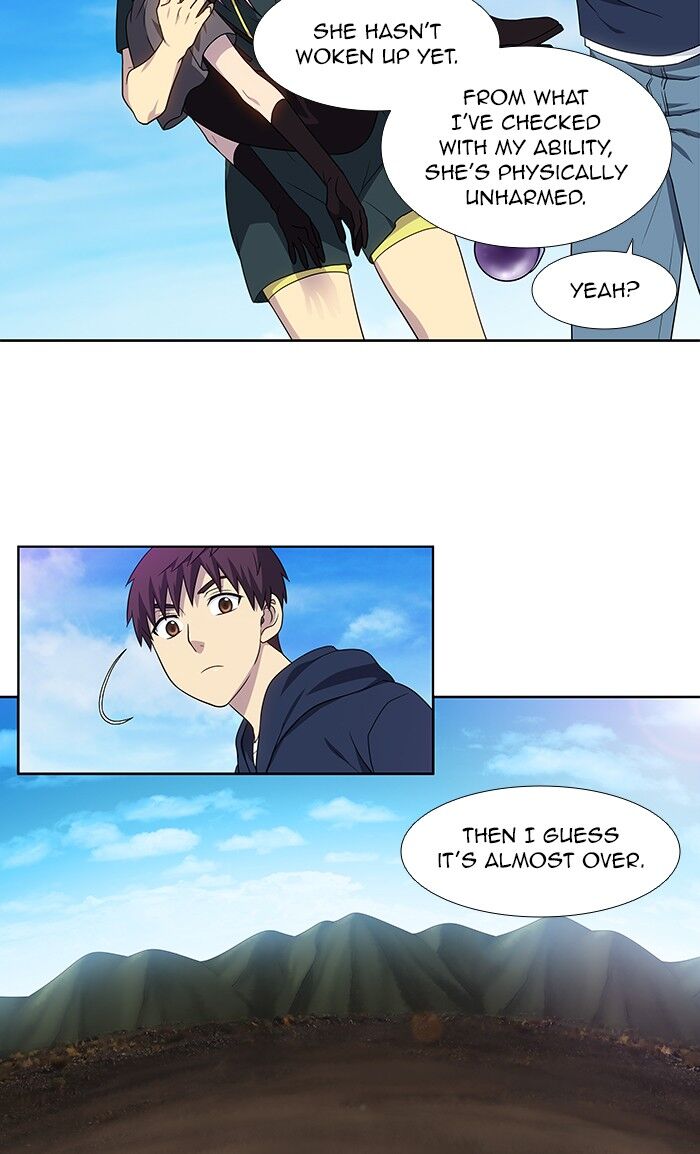 SHE HASN'T
WOKEN UP YET.
FROM WHAT
I'VE CHECKED
WITH MY ABILITY,
SHE'S PHYSICALLY
UNHARMED.
YEAH?
THEN I GUESS
IT'S ALMOST OVER.